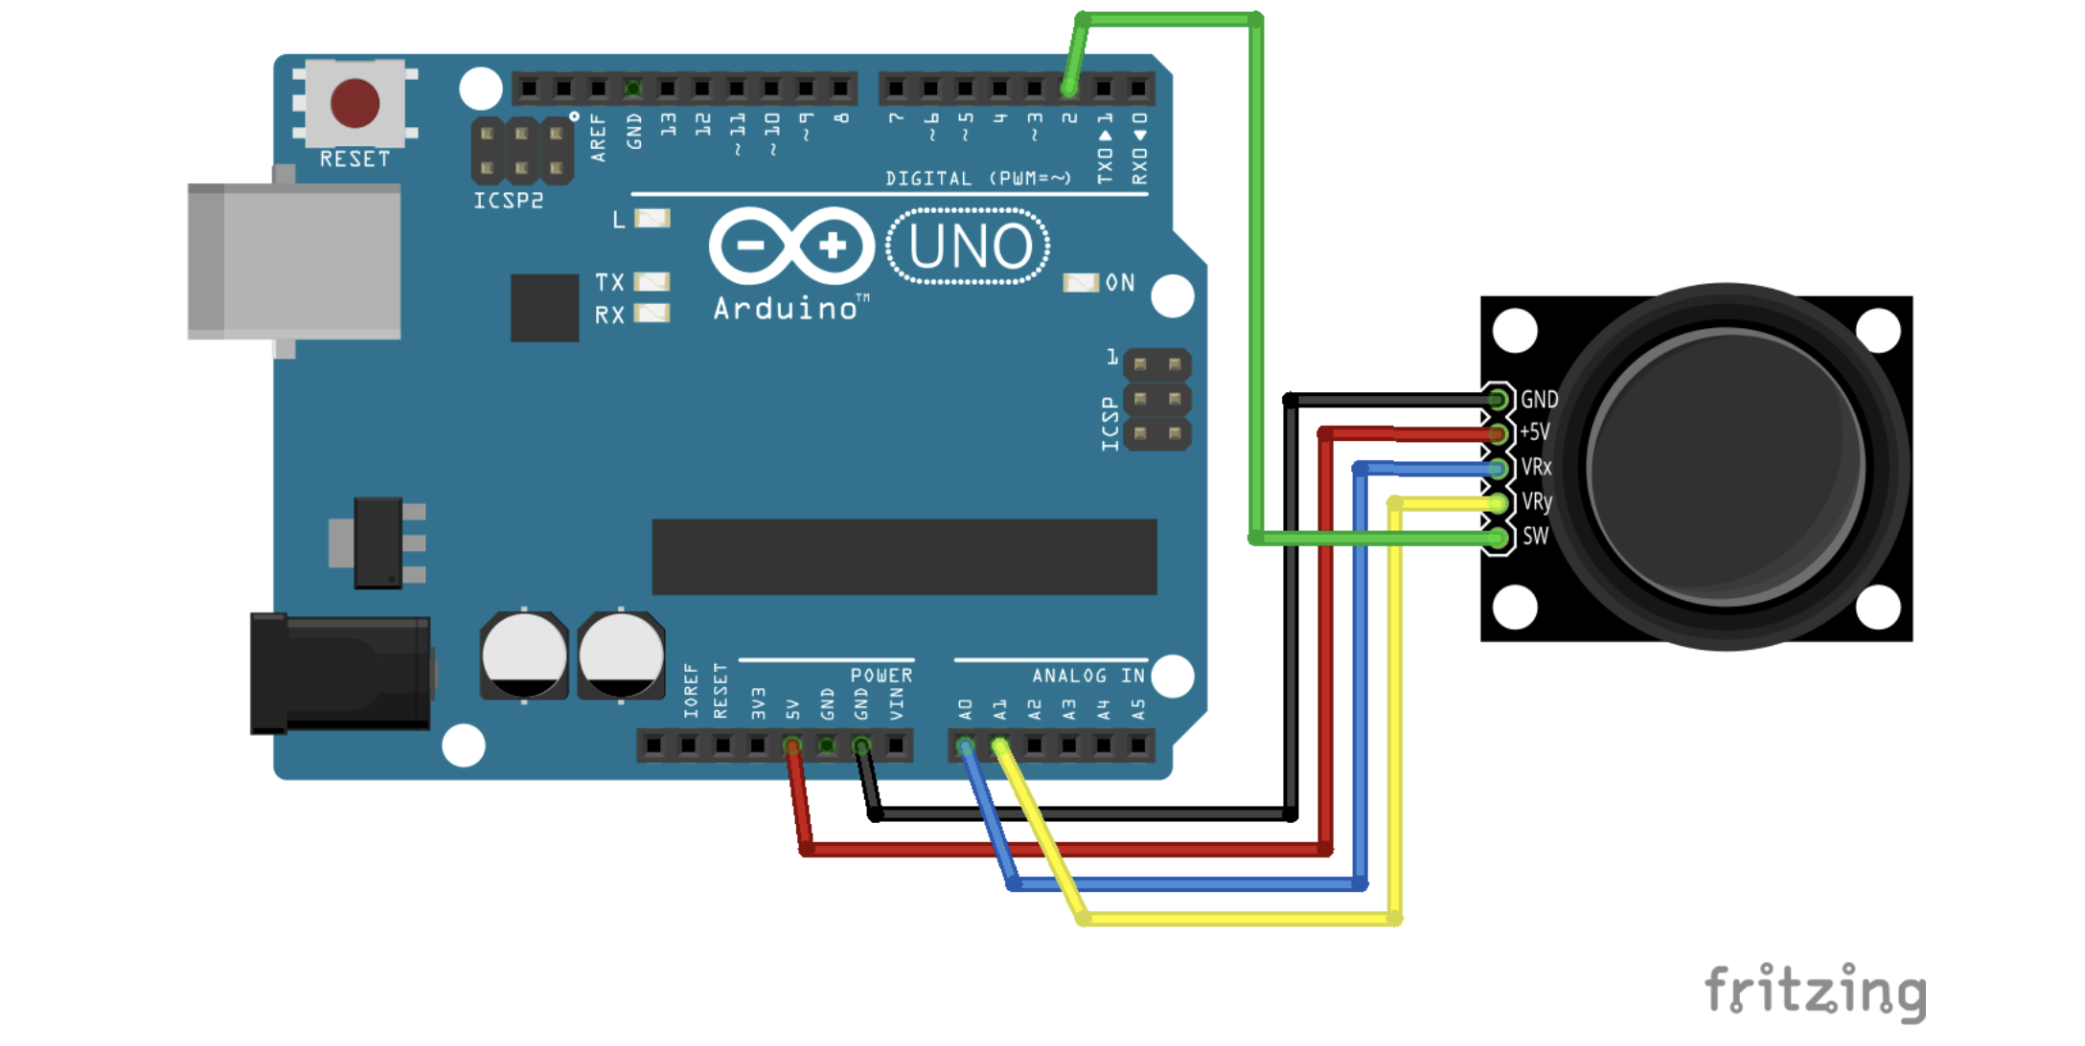 RESET
ICSP2
AREF
GND
13
12
~11
~10
~9
8
7
~6
~5
4
~3
2
TX0▶1
RX0◀0
DIGITAL (PWM=~)
L
TX
RX
UNO
Arduino™
ON
1
ICSP
GND
+5V
VRx
VRy
SW
POWER
ANALOG IN
IOREF
RESET
3V3
5V
GND
GND
VIN
A0
A1
A2
A3
A4
A5
fritzing